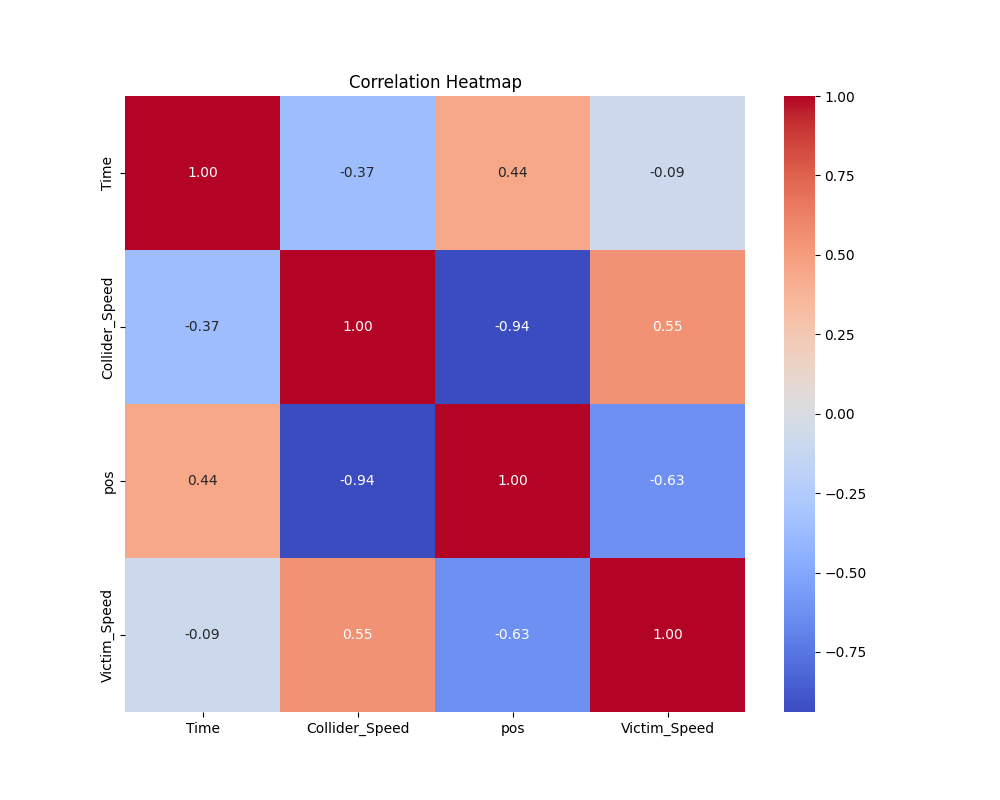 Correlation Heatmap
Time 1.00 -0.37 0.44 -0.09
Collider_Speed -0.37 1.00 -0.94 0.55
pos 0.44 -0.94 1.00 -0.63
Victim_Speed -0.09 0.55 -0.63 1.00
Time Collider_Speed pos Victim_Speed
1.00
0.75
0.50
0.25
0.00
−0.25
−0.50
−0.75